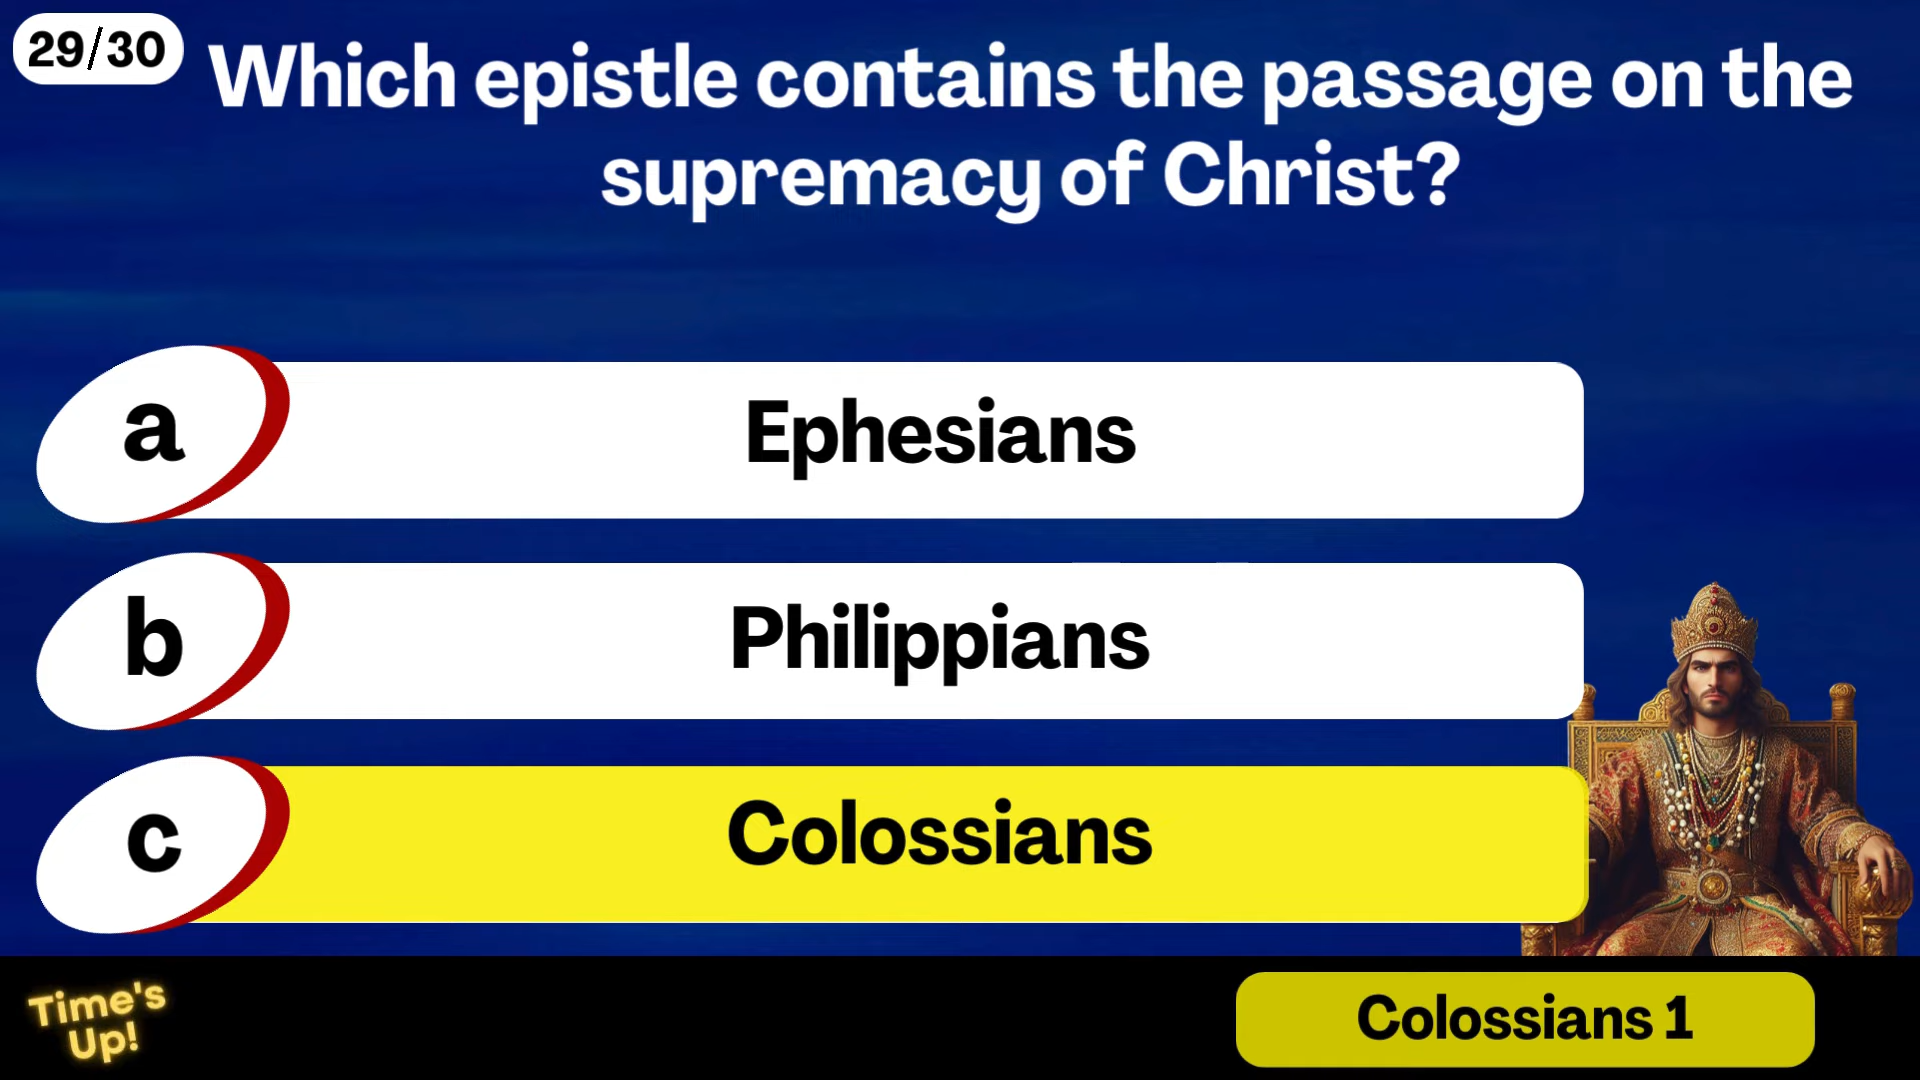 29/30
Which epistle contains the passage on the
supremacy of Christ?
a
Ephesians
b
Philippians
c
Colossians
Time's
Up!
Colossians 1